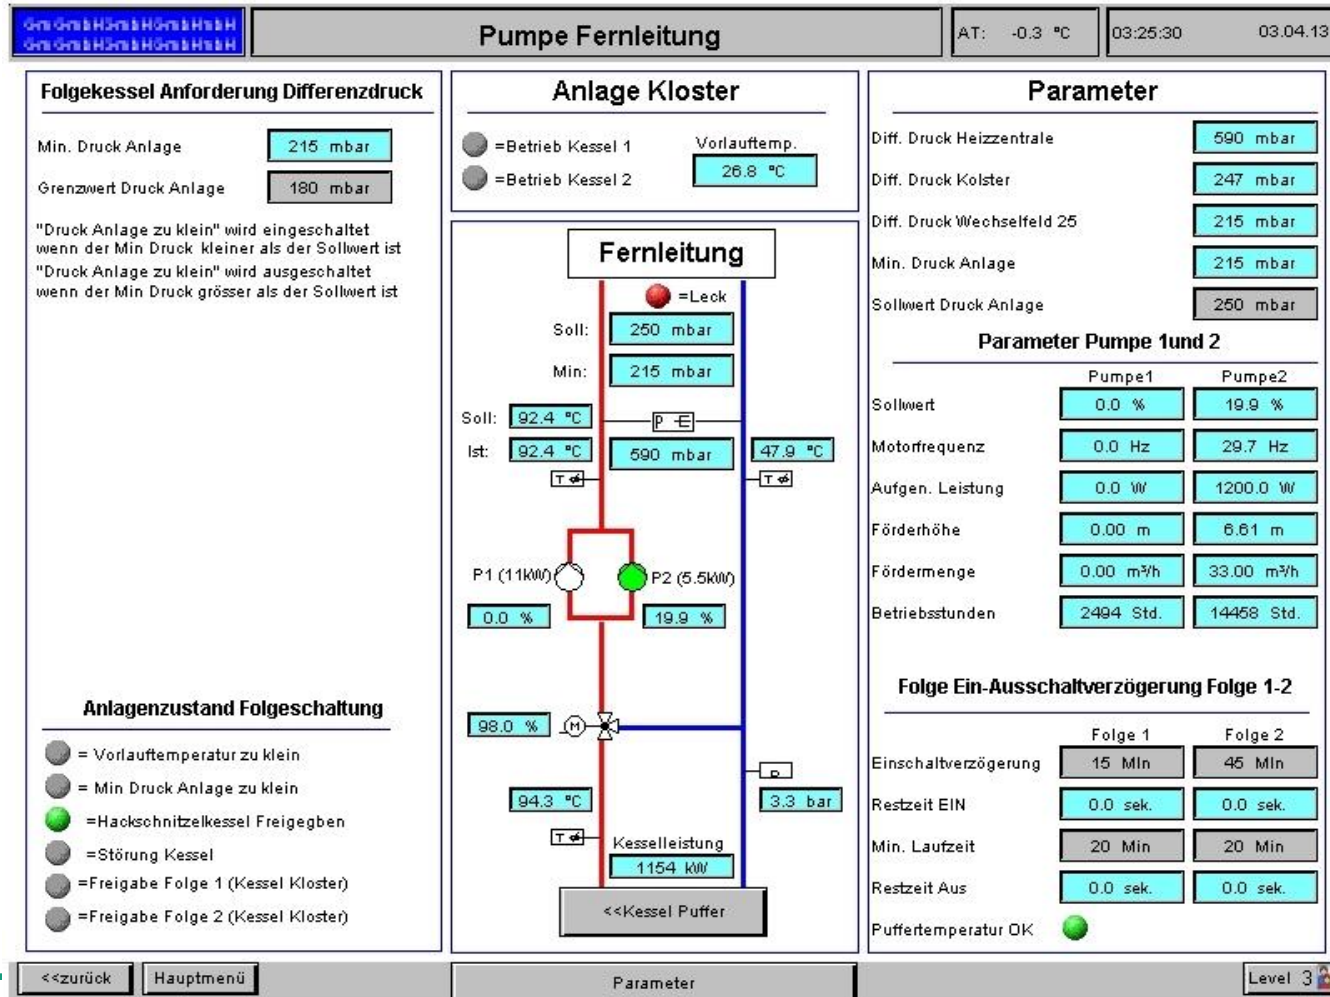 Pumpe Fernleitung
AT: -0.3 °C
03:25:30 03.04.13
Folgekessel Anforderung Differenzdruck
Min. Druck Anlage 215 mbar
Grenzwert Druck Anlage 180 mbar
"Druck Anlage zu klein" wird eingeschaltet
wenn der Min Druck kleiner als der Sollwert ist
"Druck Anlage zu klein" wird ausgeschaltet
wenn der Min Druck grösser als der Sollwert ist
Anlagenzustand Folgeschaltung
= Vorlauftemperatur zu klein
= Min Druck Anlage zu klein
=Hackschnitzelkessel Freigegben
=Störung Kessel
=Freigabe Folge 1 (Kessel Kloster)
=Freigabe Folge 2 (Kessel Kloster)
Anlage Kloster
=Betrieb Kessel 1
=Betrieb Kessel 2
Vorlauftemp.
26.8 °C
Fernleitung
=Leck
Soll: 250 mbar
Min: 215 mbar
Soll: 92.4 °C
P
Ist: 92.4 °C 590 mbar 47.9 °C
T T
P1 (11kW) P2 (5.5kW)
0.0 % 19.9 %
98.0 % M
P
94.3 °C 3.3 bar
T
Kesselleistung
1154 kW
<<Kessel Puffer
Parameter
Diff. Druck Heizzentrale 590 mbar
Diff. Druck Kolster 247 mbar
Diff. Druck Wechselfeld 25 215 mbar
Min. Druck Anlage 215 mbar
Sollwert Druck Anlage 250 mbar
Parameter Pumpe 1und 2
Pumpe1 Pumpe2
Sollwert 0.0 % 19.9 %
Motorfrequenz 0.0 Hz 29.7 Hz
Aufgen. Leistung 0.0 W 1200.0 W
Förderhöhe 0.00 m 6.61 m
Fördermenge 0.00 m³/h 33.00 m³/h
Betriebsstunden 2494 Std. 14458 Std.
Folge Ein-Ausschaltverzögerung Folge 1-2
Folge 1 Folge 2
Einschaltverzögerung 15 MIn 45 MIn
Restzeit EIN 0.0 sek. 0.0 sek.
Min. Laufzeit 20 Min 20 Min
Restzeit Aus 0.0 sek. 0.0 sek.
Puffertemperatur OK
<<zurück
Hauptmenü
Parameter
Level 3